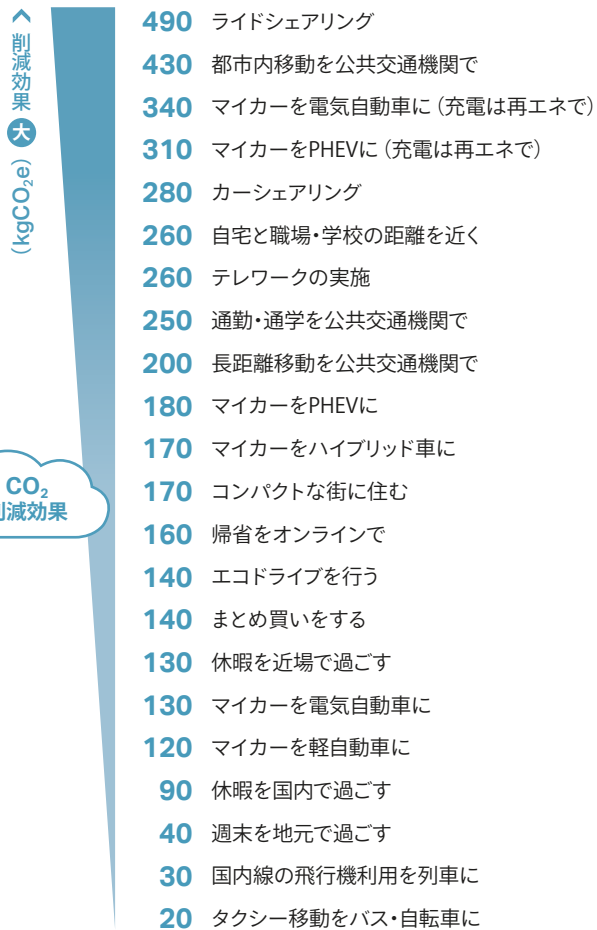 削減効果 大 (kgCO₂e)
490 ライドシェアリング
430 都市内移動を公共交通機関で
340 マイカーを電気自動車に（充電は再エネで）
310 マイカーをPHEVに（充電は再エネで）
280 カーシェアリング
260 自宅と職場・学校の距離を近く
260 テレワークの実施
250 通勤・通学を公共交通機関で
200 長距離移動を公共交通機関で
180 マイカーをPHEVに
170 マイカーをハイブリッド車に
170 コンパクトな街に住む
160 帰省をオンラインで
140 エコドライブを行う
140 まとめ買いをする
130 休暇を近場で過ごす
130 マイカーを電気自動車に
120 マイカーを軽自動車に
90 休暇を国内で過ごす
40 週末を地元で過ごす
30 国内線の飛行機利用を列車に
20 タクシー移動をバス・自転車に
CO₂
削減効果